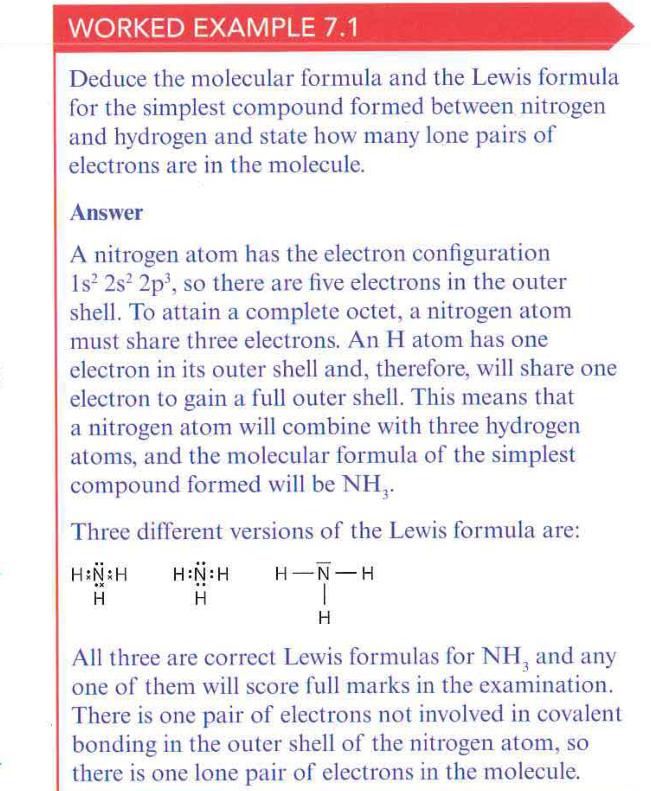 WORKED EXAMPLE 7.1
Deduce the molecular formula and the Lewis formula
for the simplest compound formed between nitrogen
and hydrogen and state how many lone pairs of
electrons are in the molecule.
Answer
A nitrogen atom has the electron configuration
1s² 2s² 2p³, so there are five electrons in the outer
shell. To attain a complete octet, a nitrogen atom
must share three electrons. An H atom has one
electron in its outer shell and, therefore, will share one
electron to gain a full outer shell. This means that
a nitrogen atom will combine with three hydrogen
atoms, and the molecular formula of the simplest
compound formed will be NH₃.
Three different versions of the Lewis formula are:
H N H H N H H — N — H
H H H
All three are correct Lewis formulas for NH₃ and any
one of them will score full marks in the examination.
There is one pair of electrons not involved in covalent
bonding in the outer shell of the nitrogen atom, so
there is one lone pair of electrons in the molecule.